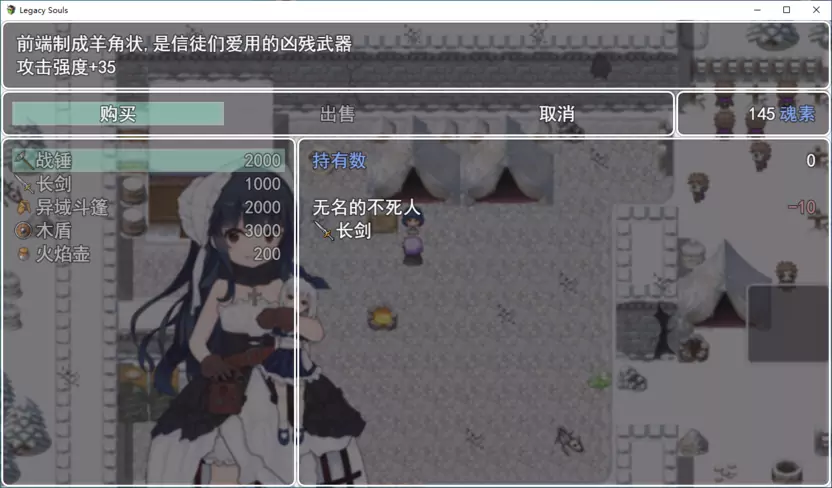 Legacy Souls
前端制成羊角状,是信徒们爱用的凶残武器
攻击强度+35
购买 出售 取消 145 魂素
战锤 2000
长剑 1000
异域斗篷 2000
木盾 3000
火焰壶 200
持有数 0
无名的不死人 -10
长剑